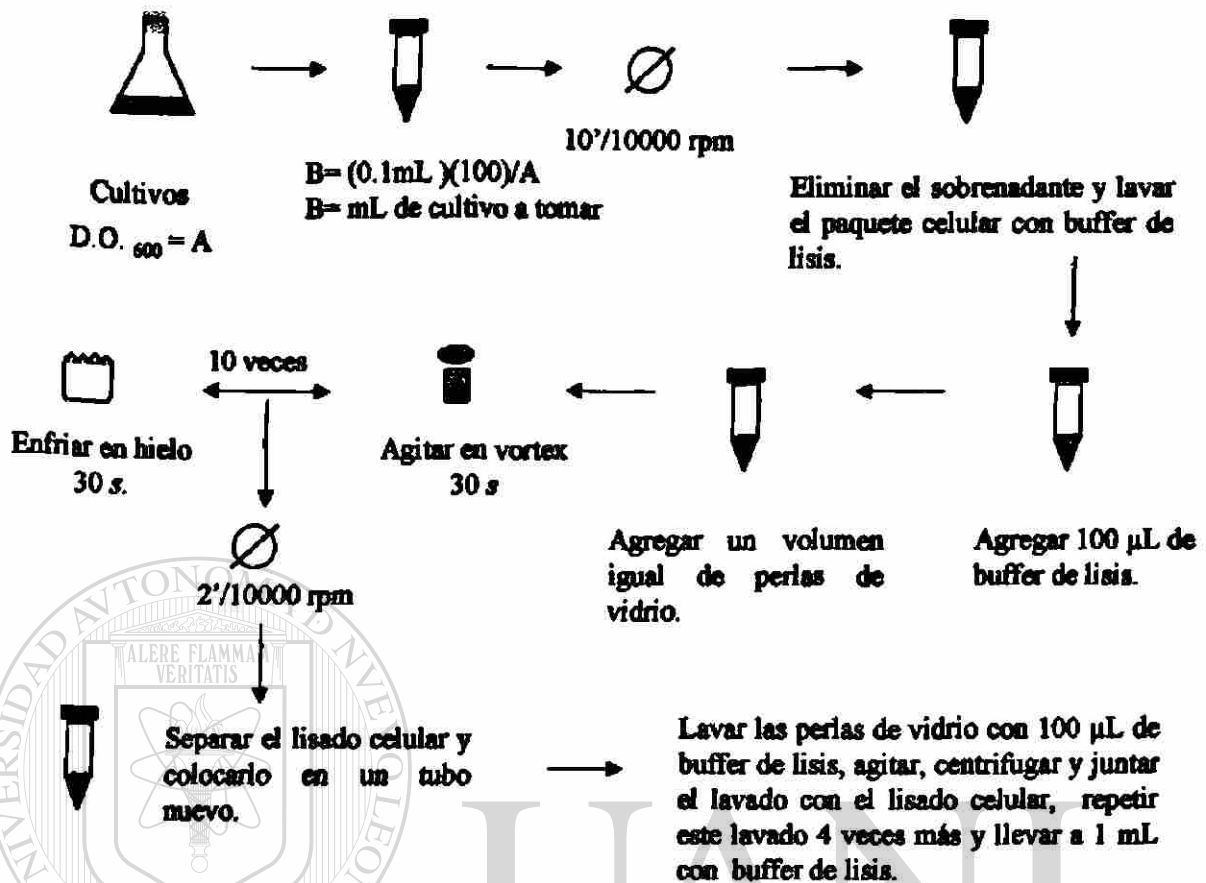 Cultivos
D.O. 600 = A
B= (0.1mL )(100)/A
B= mL de cultivo a tomar
10'/10000 rpm
Eliminar el sobrenadante y lavar
el paquete celular con buffer de
lisis.
Agregar 100 µL de
buffer de lisis.
Agregar un volumen
igual de perlas de
vidrio.
Agitar en vortex
30 s
10 veces
Enfriar en hielo
30 s.
2'/10000 rpm
Separar el lisado celular y
colocarlo en un tubo
nuevo.
Lavar las perlas de vidrio con 100 µL de
buffer de lisis, agitar, centrifugar y juntar
el lavado con el lisado celular, repetir
este lavado 4 veces más y llevar a 1 mL
con buffer de lisis.
ALERE FLAMMAM
VERITATIS